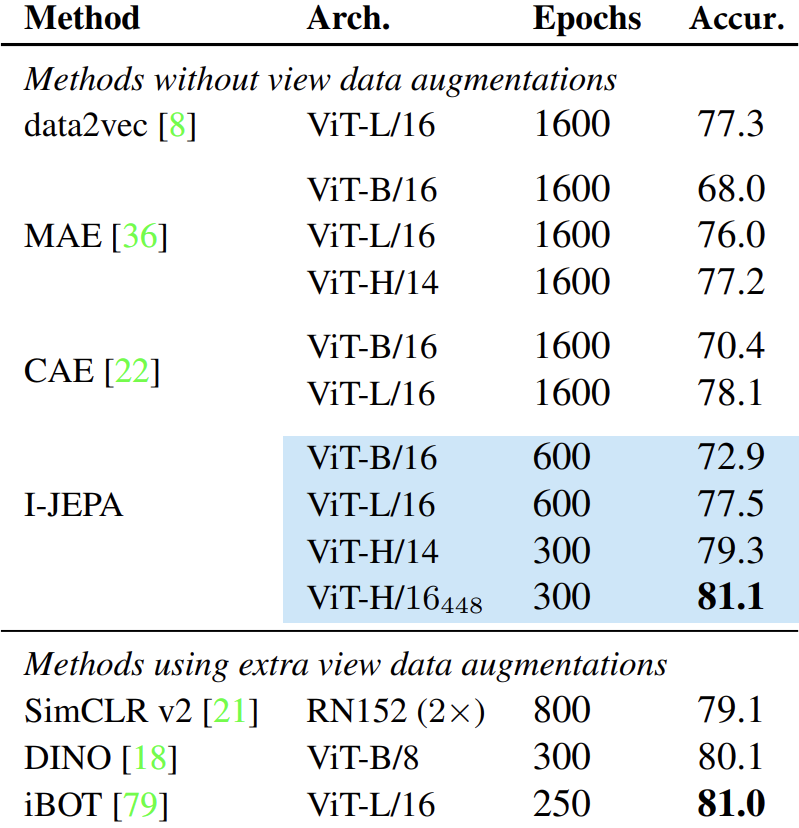 Method Arch. Epochs Accur.
Methods without view data augmentations
data2vec [8] ViT-L/16 1600 77.3
ViT-B/16 1600 68.0
MAE [36] ViT-L/16 1600 76.0
ViT-H/14 1600 77.2
ViT-B/16 1600 70.4
CAE [22]
ViT-L/16 1600 78.1
ViT-B/16 600 72.9
I-JEPA ViT-L/16 600 77.5
ViT-H/14 300 79.3
ViT-H/16₄₄₈ 300 81.1
Methods using extra view data augmentations
SimCLR v2 [21] RN152 (2×) 800 79.1
DINO [18] ViT-B/8 300 80.1
iBOT [79] ViT-L/16 250 81.0